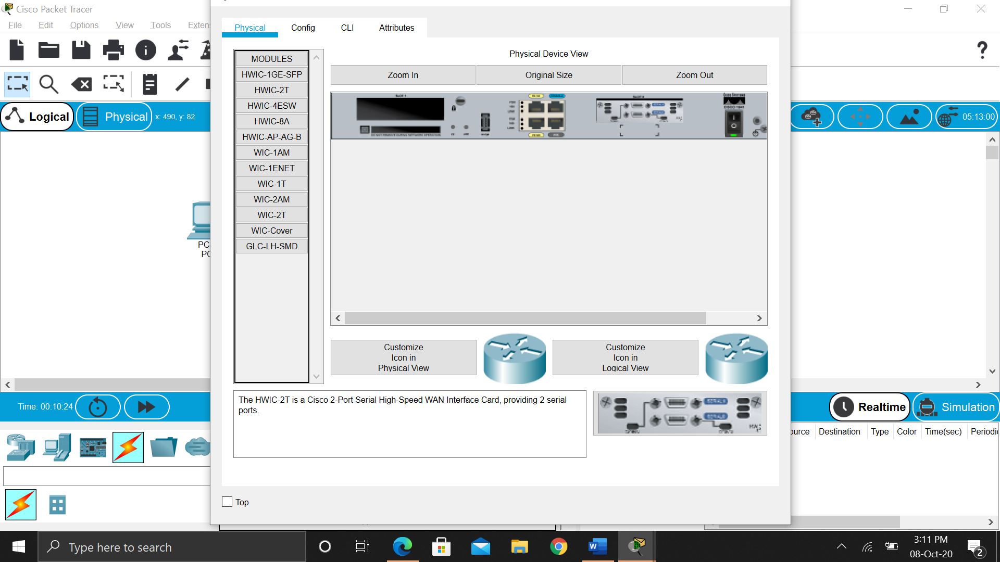 Cisco Packet Tracer
File Edit Options View Tools Exten
Physical Config CLI Attributes
MODULES
HWIC-1GE-SFP
HWIC-2T
HWIC-4ESW
HWIC-8A
HWIC-AP-AG-B
WIC-1AM
WIC-1ENET
WIC-1T
WIC-2AM
WIC-2T
WIC-Cover
GLC-LH-SMD
Physical Device View
Zoom In Original Size Zoom Out
Logical Physical x: 490, y: 82
05:13:00
PC
PC
Customize
Icon in
Physical View
Customize
Icon in
Logical View
The HWIC-2T is a Cisco 2-Port Serial High-Speed WAN Interface Card, providing 2 serial
ports.
Time: 00:10:24
Realtime Simulation
ource Destination Type Color Time(sec) Periodi
Top
Type here to search
3:11 PM
08-Oct-20
2